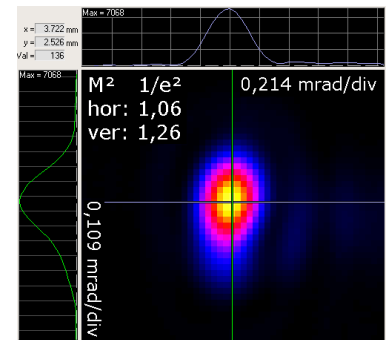 x = 3.722 mm
y = 2.526 mm
Val = 136
Max = 7068
Max = 7068
M² 1/e²
hor: 1,06
ver: 1,26
0,214 mrad/div
0,109 mrad/div